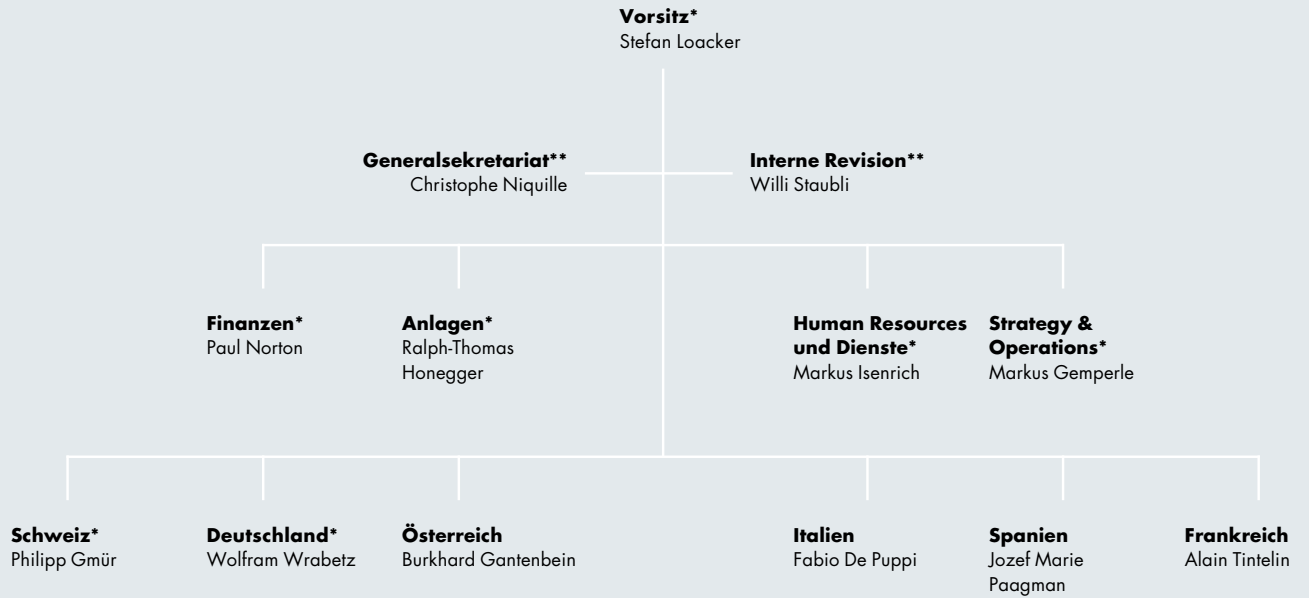 Vorsitz*
Stefan Loacker
Generalsekretariat**
Christophe Niquille
Interne Revision**
Willi Staubli
Finanzen*
Paul Norton
Anlagen*
Ralph-Thomas
Honegger
Human Resources
und Dienste*
Markus Isenrich
Strategy &
Operations*
Markus Gemperle
Schweiz*
Philipp Gmür
Deutschland*
Wolfram Wrabetz
Österreich
Burkhard Gantenbein
Italien
Fabio De Puppi
Spanien
Jozef Marie
Paagman
Frankreich
Alain Tintelin